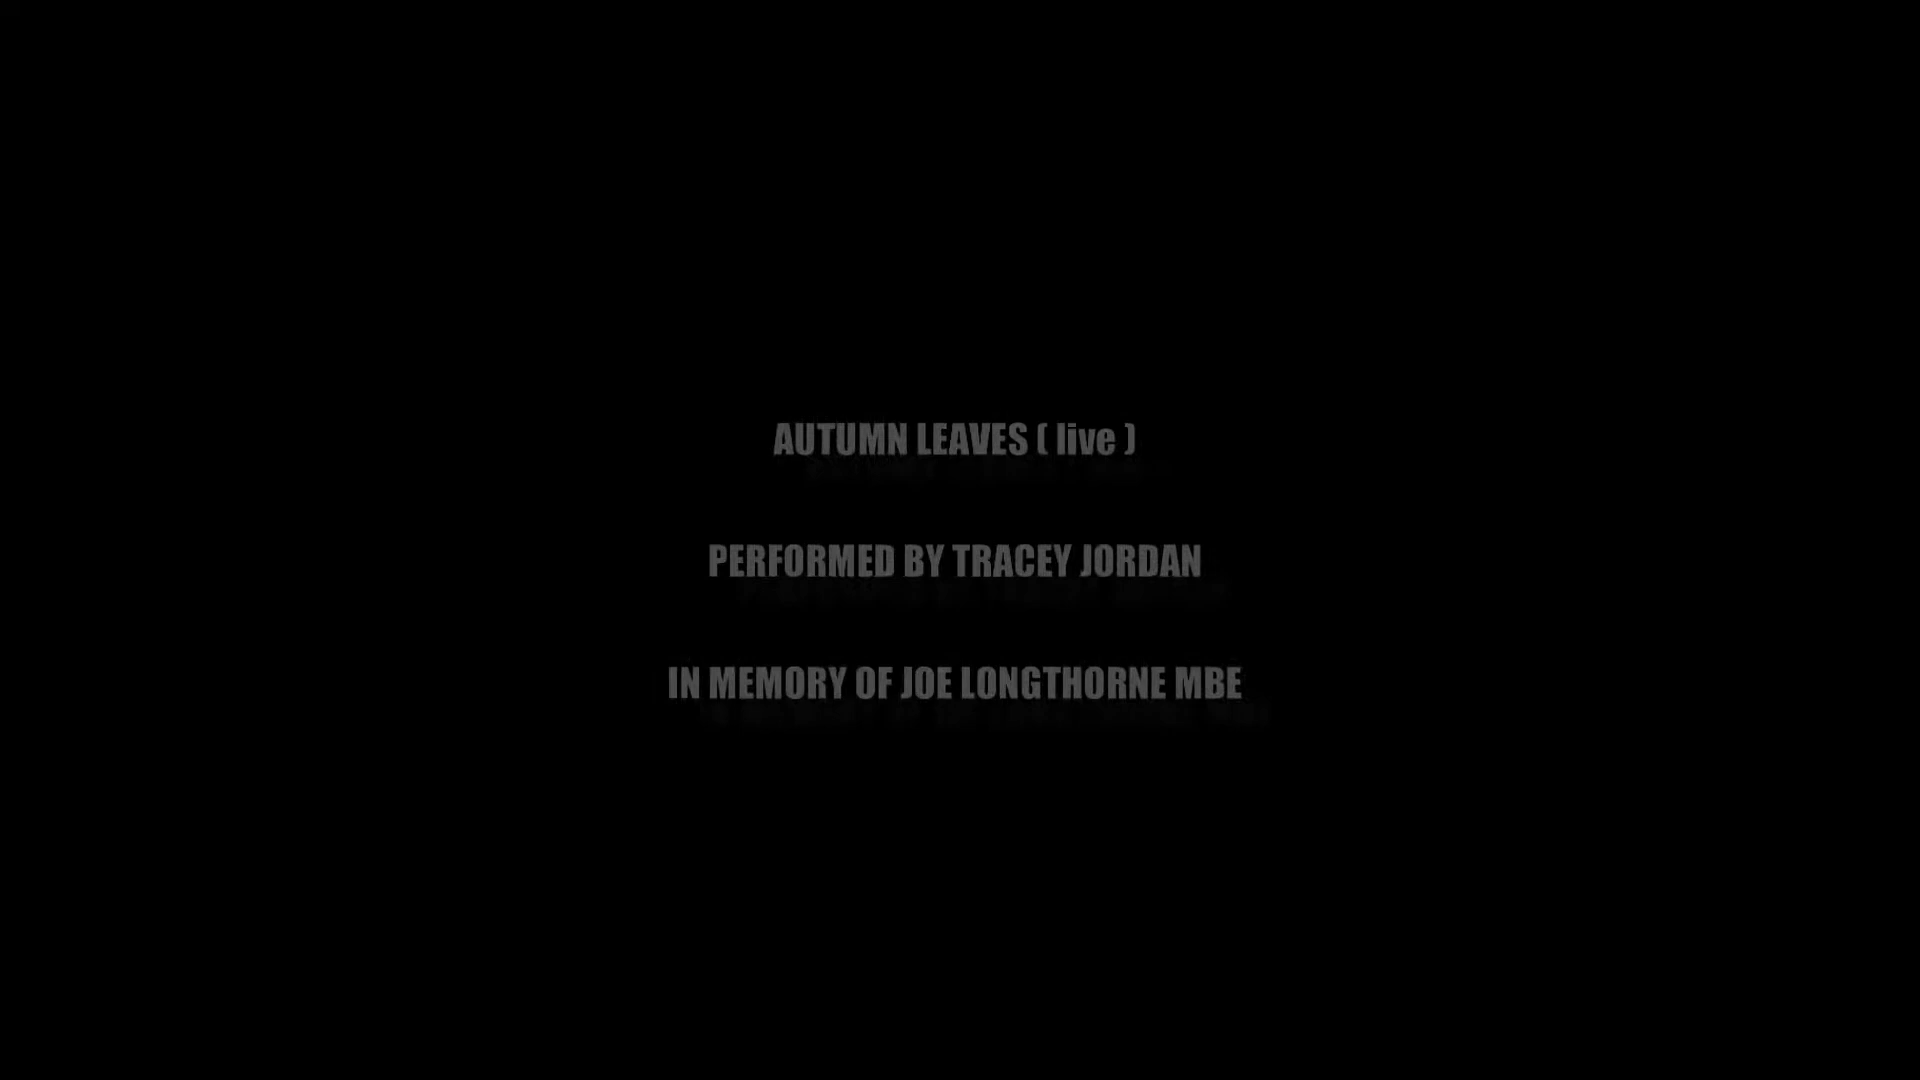 AUTUMN LEAVES ( live )
PERFORMED BY TRACEY JORDAN
IN MEMORY OF JOE LONGTHORNE MBE